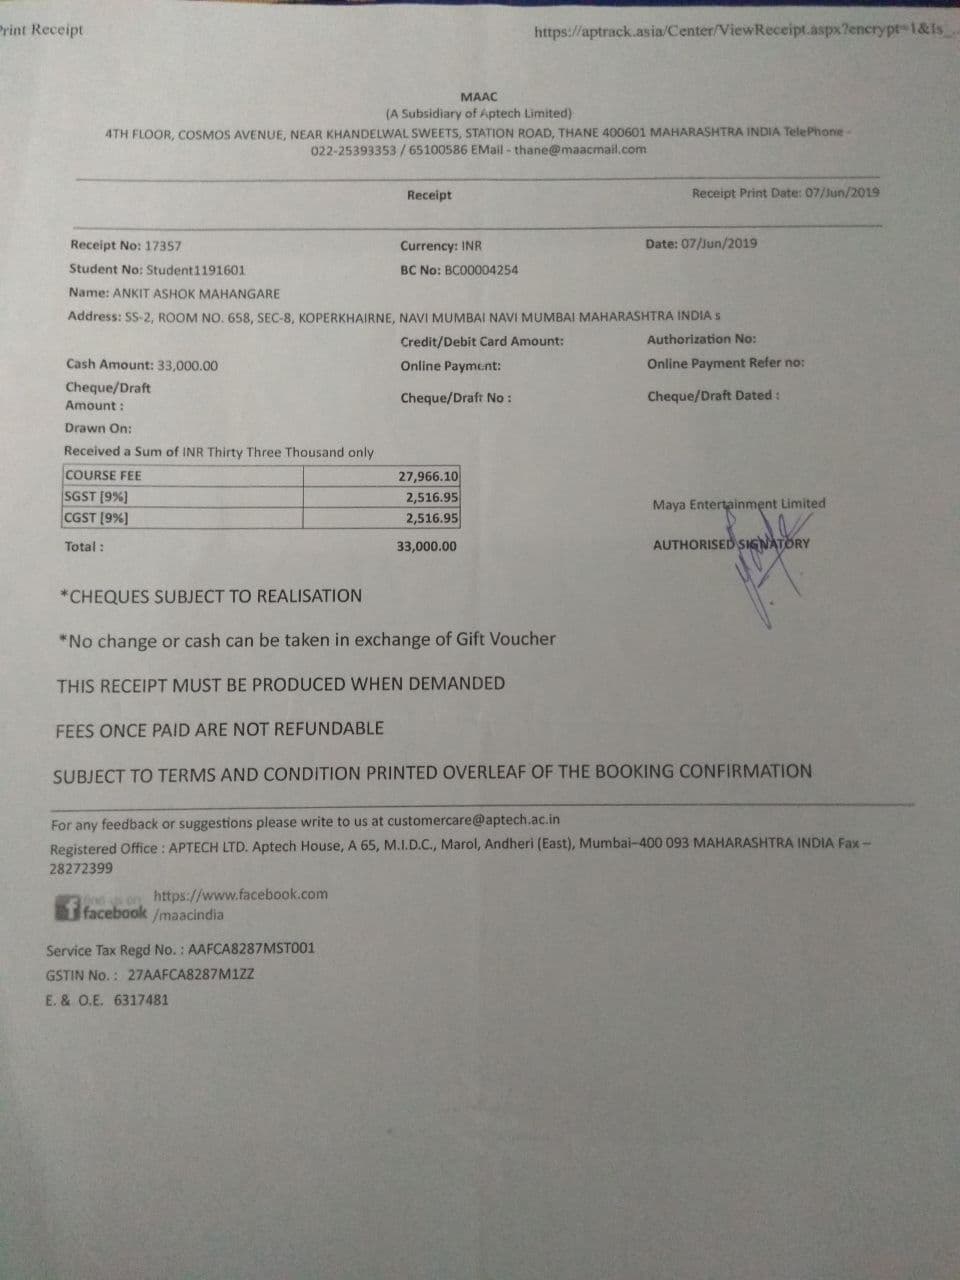 Print Receipt
https://aptrack.asia/Center/ViewReceipt.aspx?encrypt=1&Is_...
MAAC
(A Subsidiary of Aptech Limited)
4TH FLOOR, COSMOS AVENUE, NEAR KHANDELWAL SWEETS, STATION ROAD, THANE 400601 MAHARASHTRA INDIA TelePhone -
022-25393353 / 65100586 EMail - thane@maacmail.com
Receipt Receipt Print Date: 07/Jun/2019
Receipt No: 17357 Currency: INR Date: 07/Jun/2019
Student No: Student1191601 BC No: BC00004254
Name: ANKIT ASHOK MAHANGARE
Address: SS-2, ROOM NO. 658, SEC-8, KOPERKHAIRNE, NAVI MUMBAI NAVI MUMBAI MAHARASHTRA INDIA s
Credit/Debit Card Amount: Authorization No:
Cash Amount: 33,000.00 Online Payment: Online Payment Refer no:
Cheque/Draft
Amount : Cheque/Draft No : Cheque/Draft Dated :
Drawn On:
Received a Sum of INR Thirty Three Thousand only
COURSE FEE 27,966.10
SGST [9%] 2,516.95
CGST [9%] 2,516.95
Total : 33,000.00
Maya Entertainment Limited
AUTHORISED SIGNATORY
*CHEQUES SUBJECT TO REALISATION
*No change or cash can be taken in exchange of Gift Voucher
THIS RECEIPT MUST BE PRODUCED WHEN DEMANDED
FEES ONCE PAID ARE NOT REFUNDABLE
SUBJECT TO TERMS AND CONDITION PRINTED OVERLEAF OF THE BOOKING CONFIRMATION
For any feedback or suggestions please write to us at customercare@aptech.ac.in
Registered Office : APTECH LTD. Aptech House, A 65, M.I.D.C., Marol, Andheri (East), Mumbai-400 093 MAHARASHTRA INDIA Fax -
28272399
find us on
facebook
https://www.facebook.com
/maacindia
Service Tax Regd No. : AAFCA8287MST001
GSTIN No. : 27AAFCA8287M1ZZ
E. & O.E. 6317481